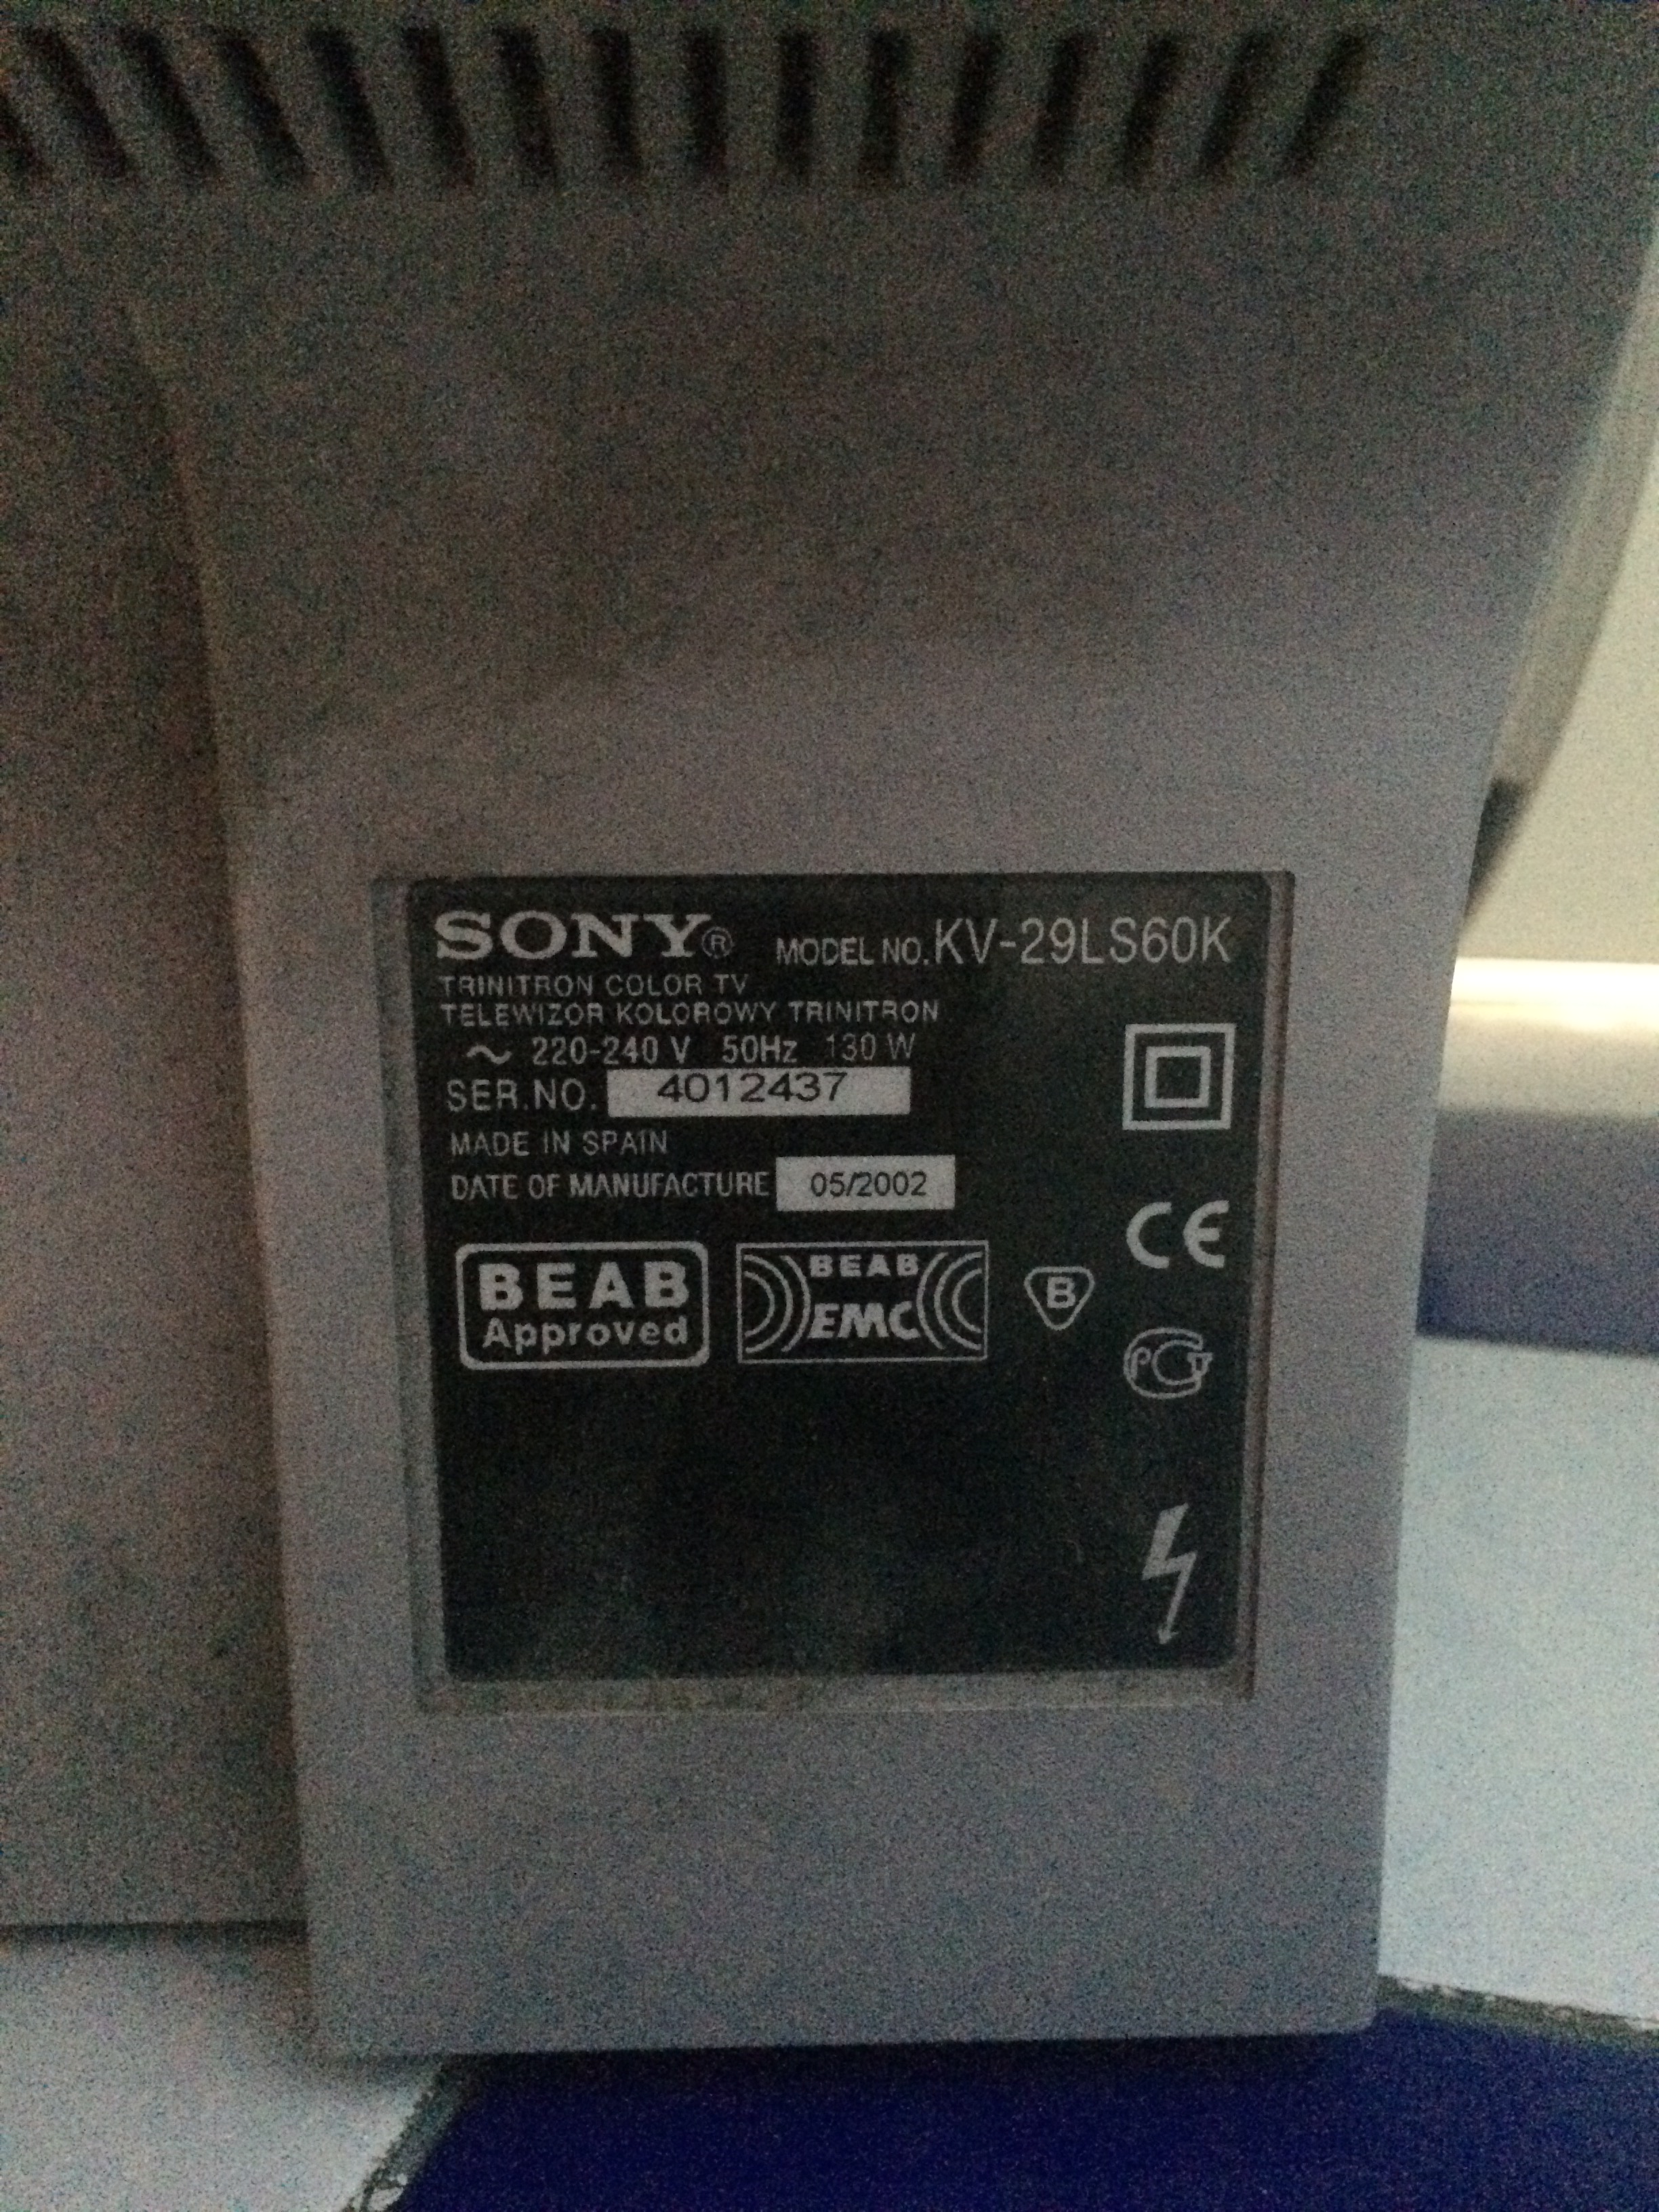 SONY® MODEL NO. KV-29LS60K
TRINITRON COLOR TV
TELEWIZOR KOLOROWY TRINITRON
~ 220-240 V 50Hz 130 W
SER.NO. 4012437
MADE IN SPAIN
DATE OF MANUFACTURE 05/2002
BEAB
Approved
BEAB
EMC
B
CE
PCT